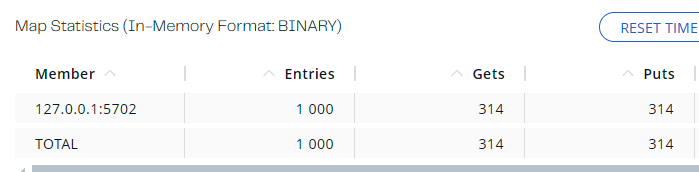 Map Statistics (In-Memory Format: BINARY)
RESET TIME
Member Entries Gets Puts
127.0.0.1:5702 1 000 314 314
TOTAL 1 000 314 314